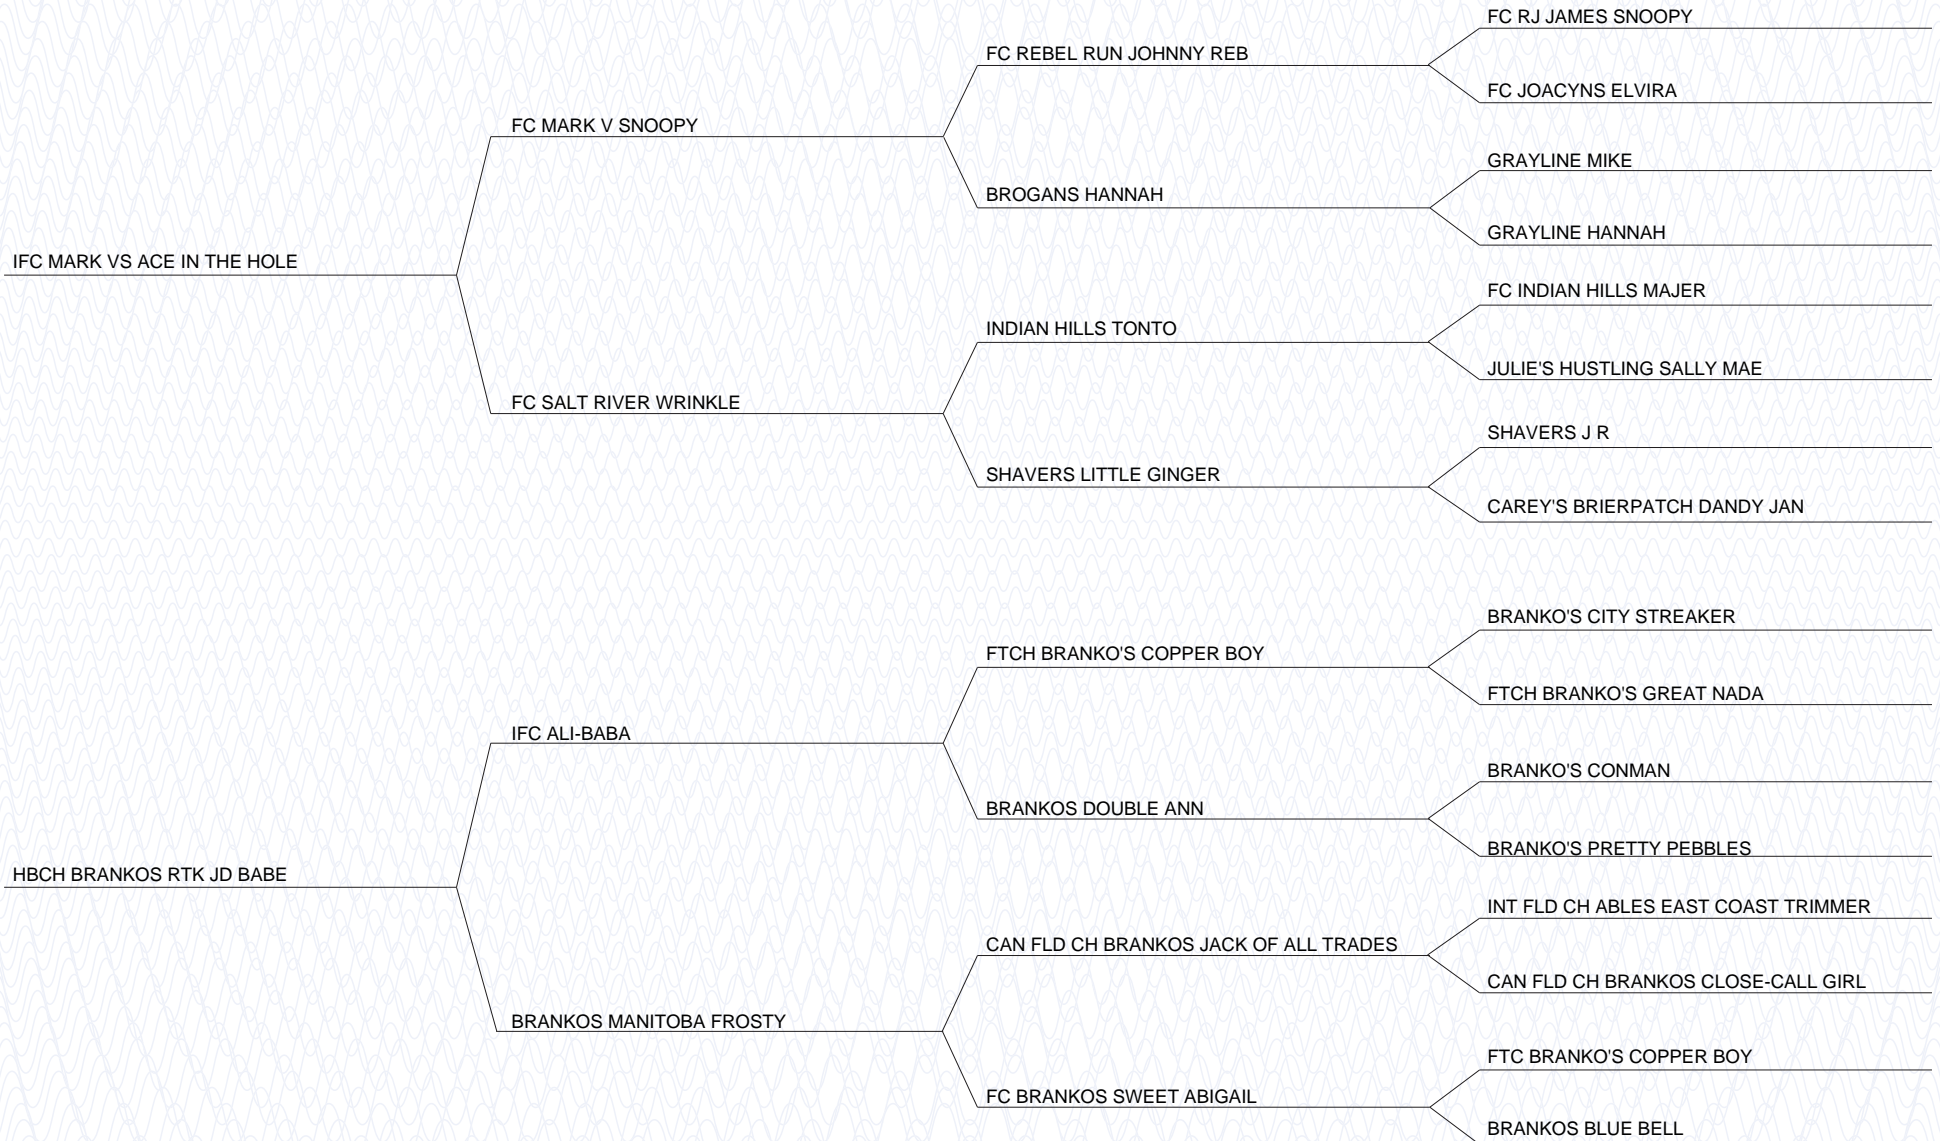 FC RJ JAMES SNOOPY
FC REBEL RUN JOHNNY REB
FC JOACYNS ELVIRA
FC MARK V SNOOPY
GRAYLINE MIKE
BROGANS HANNAH
GRAYLINE HANNAH
IFC MARK VS ACE IN THE HOLE
FC INDIAN HILLS MAJER
INDIAN HILLS TONTO
JULIE'S HUSTLING SALLY MAE
FC SALT RIVER WRINKLE
SHAVERS J R
SHAVERS LITTLE GINGER
CAREY'S BRIERPATCH DANDY JAN
BRANKO'S CITY STREAKER
FTCH BRANKO'S COPPER BOY
FTCH BRANKO'S GREAT NADA
IFC ALI-BABA
BRANKO'S CONMAN
BRANKOS DOUBLE ANN
BRANKO'S PRETTY PEBBLES
HBCH BRANKOS RTK JD BABE
INT FLD CH ABLES EAST COAST TRIMMER
CAN FLD CH BRANKOS JACK OF ALL TRADES
CAN FLD CH BRANKOS CLOSE-CALL GIRL
BRANKOS MANITOBA FROSTY
FTC BRANKO'S COPPER BOY
FC BRANKOS SWEET ABIGAIL
BRANKOS BLUE BELL